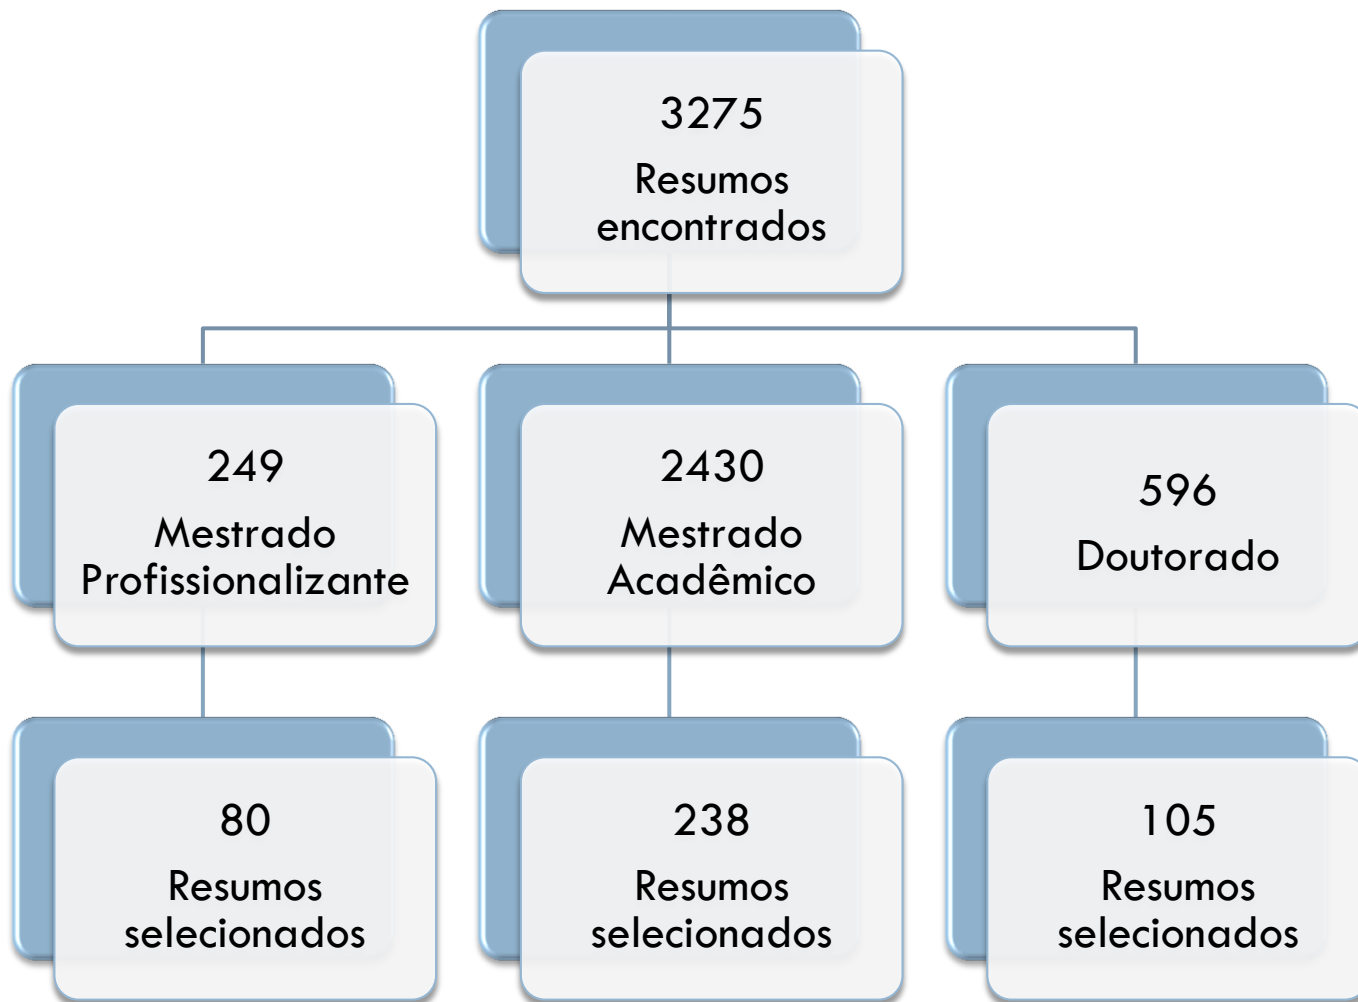 3275
Resumos
encontrados
249
Mestrado
Profissionalizante
2430
Mestrado
Acadêmico
596
Doutorado
80
Resumos
selecionados
238
Resumos
selecionados
105
Resumos
selecionados